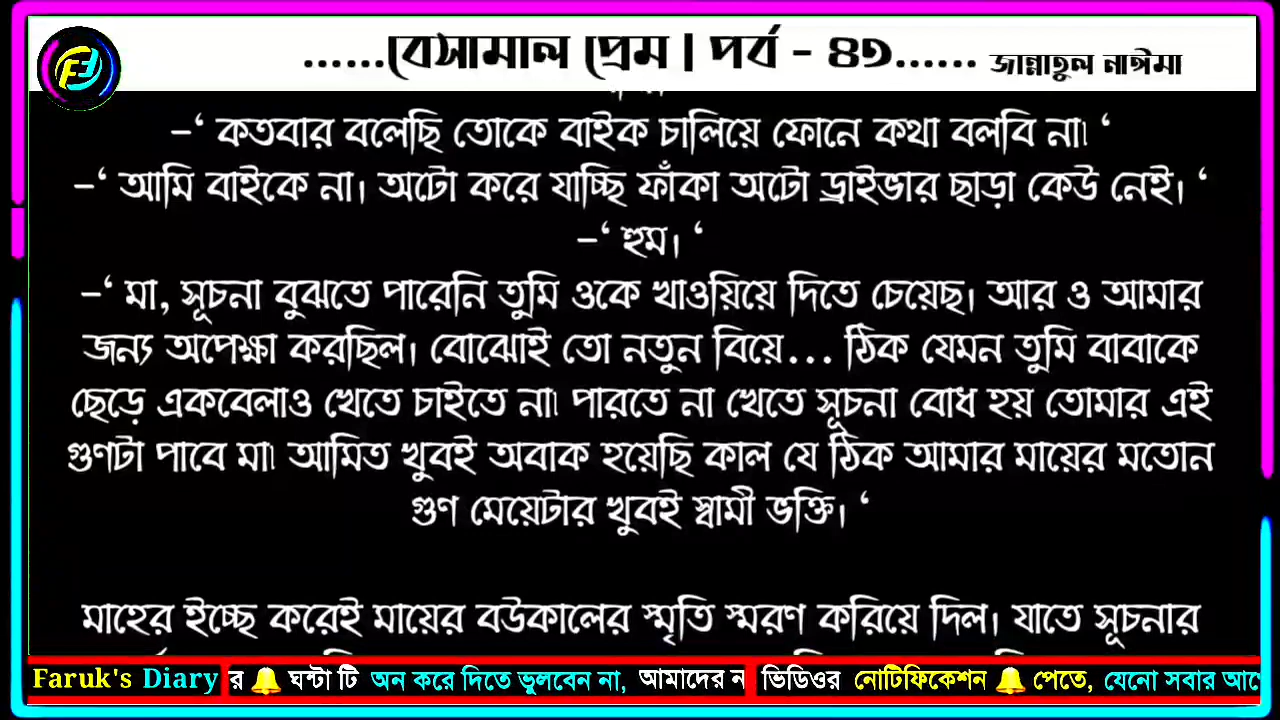 ......বেসামাল প্রেম | পর্ব - ৪৩...... জান্নাতুল নাঈমা
-‘ কতবার বলেছি তোকে বাইক চালিয়ে ফোনে কথা বলবি না৷ ‘
-‘ আমি বাইকে না। অটো করে যাচ্ছি ফাঁকা অটো ড্রাইভার ছাড়া কেউ নেই। ‘
-‘ হুম। ‘
-‘ মা, সূচনা বুঝতে পারেনি তুমি ওকে খাওয়িয়ে দিতে চেয়েছ। আর ও আমার
জন্য অপেক্ষা করছিল। বোঝোই তো নতুন বিয়ে... ঠিক যেমন তুমি বাবাকে
ছেড়ে একবেলাও খেতে চাইতে না৷ পারতে না খেতে সূচনা বোধ হয় তোমার এই
গুণটা পাবে মা৷ আমিত খুবই অবাক হয়েছি কাল যে ঠিক আমার মায়ের মতোন
গুণ মেয়েটার খুবই স্বামী ভক্তি। ‘
মাহের ইচ্ছে করেই মায়ের বউকালের স্মৃতি স্মরণ করিয়ে দিল। যাতে সূচনার
Faruk's Diary র 🔔 ঘন্টা টি অন করে দিতে ভুলবেন না, আমাদের ন ভিডিওর নোটিফিকেশন 🔔 পেতে, যেনো সবার আগে